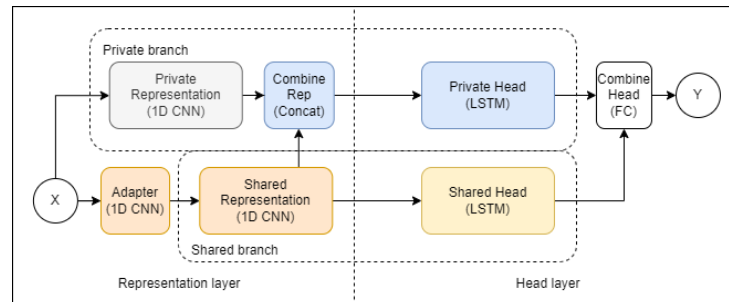 Private branch
Private
Representation
(1D CNN)
Combine
Rep
(Concat)
Private Head
(LSTM)
Combine
Head
(FC)
Y
X
Adapter
(1D CNN)
Shared
Representation
(1D CNN)
Shared Head
(LSTM)
Shared branch
Representation layer
Head layer